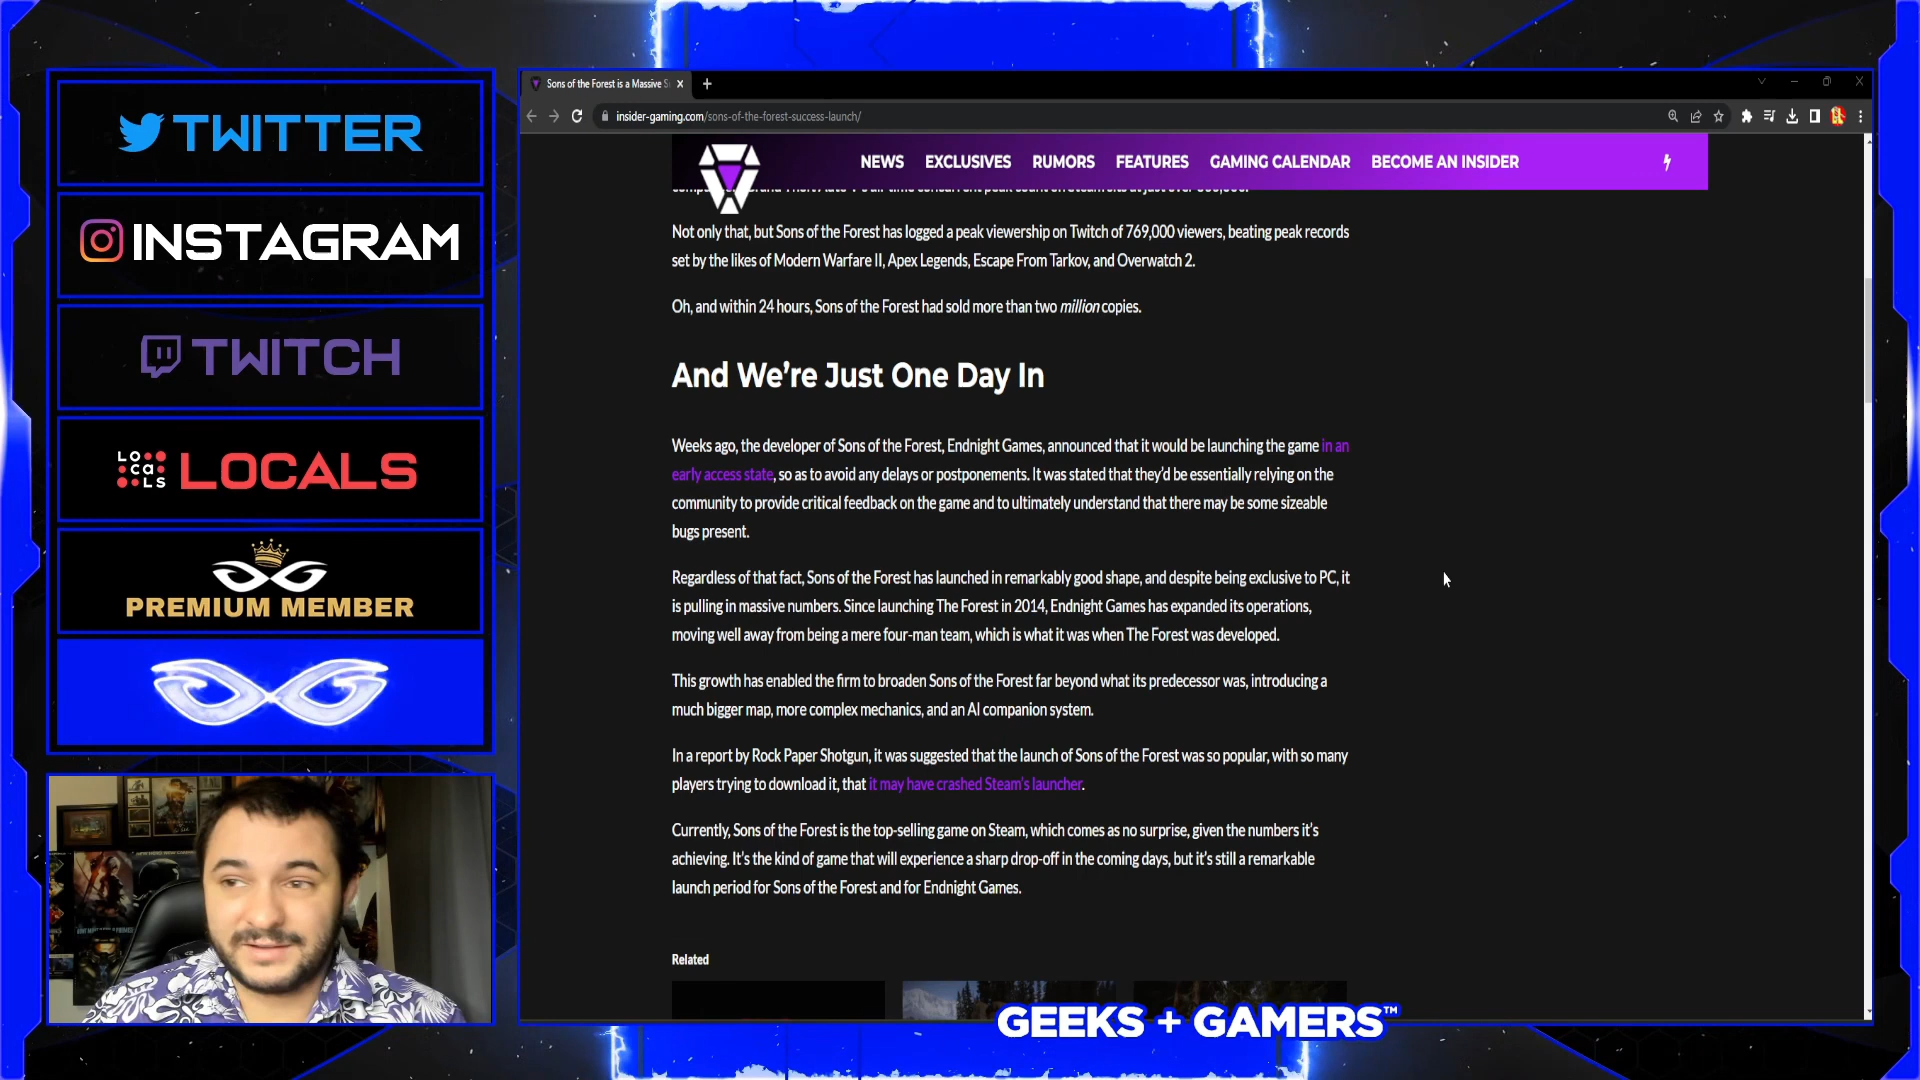 TWITTER
INSTAGRAM
TWITCH
LOCALS
LOCALS
PREMIUM MEMBER
Sons of the Forest is a Massive S
insider-gaming.com/sons-of-the-forest-success-launch/
NEWS EXCLUSIVES RUMORS FEATURES GAMING CALENDAR BECOME AN INSIDER
Not only that, but Sons of the Forest has logged a peak viewership on Twitch of 769,000 viewers, beating peak records
set by the likes of Modern Warfare II, Apex Legends, Escape From Tarkov, and Overwatch 2.
Oh, and within 24 hours, Sons of the Forest had sold more than two million copies.
And We're Just One Day In
Weeks ago, the developer of Sons of the Forest, Endnight Games, announced that it would be launching the game in an
early access state, so as to avoid any delays or postponements. It was stated that they'd be essentially relying on the
community to provide critical feedback on the game and to ultimately understand that there may be some sizeable
bugs present.
Regardless of that fact, Sons of the Forest has launched in remarkably good shape, and despite being exclusive to PC, it
is pulling in massive numbers. Since launching The Forest in 2014, Endnight Games has expanded its operations,
moving well away from being a mere four-man team, which is what it was when The Forest was developed.
This growth has enabled the firm to broaden Sons of the Forest far beyond what its predecessor was, introducing a
much bigger map, more complex mechanics, and an AI companion system.
In a report by Rock Paper Shotgun, it was suggested that the launch of Sons of the Forest was so popular, with so many
players trying to download it, that it may have crashed Steam's launcher.
Currently, Sons of the Forest is the top-selling game on Steam, which comes as no surprise, given the numbers it's
achieving. It's the kind of game that will experience a sharp drop-off in the coming days, but it's still a remarkable
launch period for Sons of the Forest and for Endnight Games.
Related
GEEKS + GAMERS™